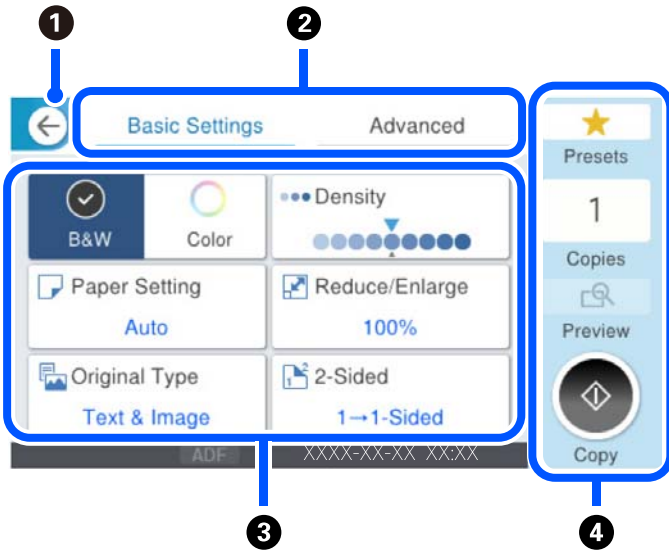 1
2
Basic Settings Advanced
Presets
B&W Color
Density
1
Copies
Paper Setting
Auto
Reduce/Enlarge
100%
Preview
Original Type
Text & Image
2-Sided
1→1-Sided
Copy
ADF XXXX-XX-XX XX:XX
3
4